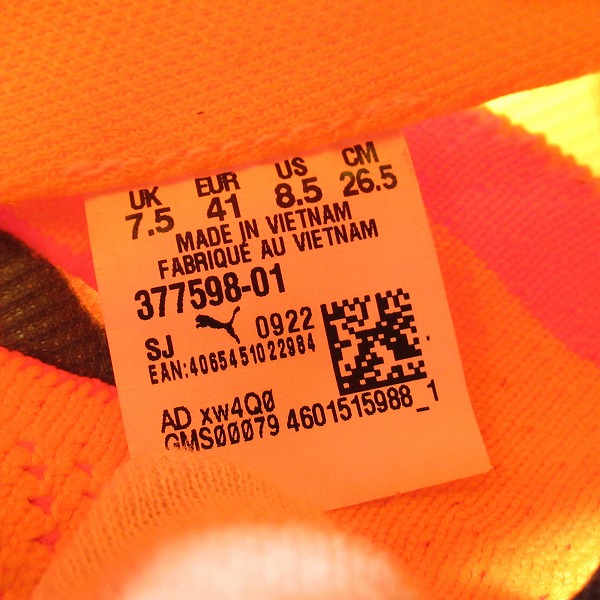 UK EUR US CM
7.5 41 8.5 26.5
MADE IN VIETNAM
FABRIQUÉ AU VIETNAM
377598-01
SJ 0922
EAN:4065451022984
AD xw4Q0
GMS00079 4601515988_1